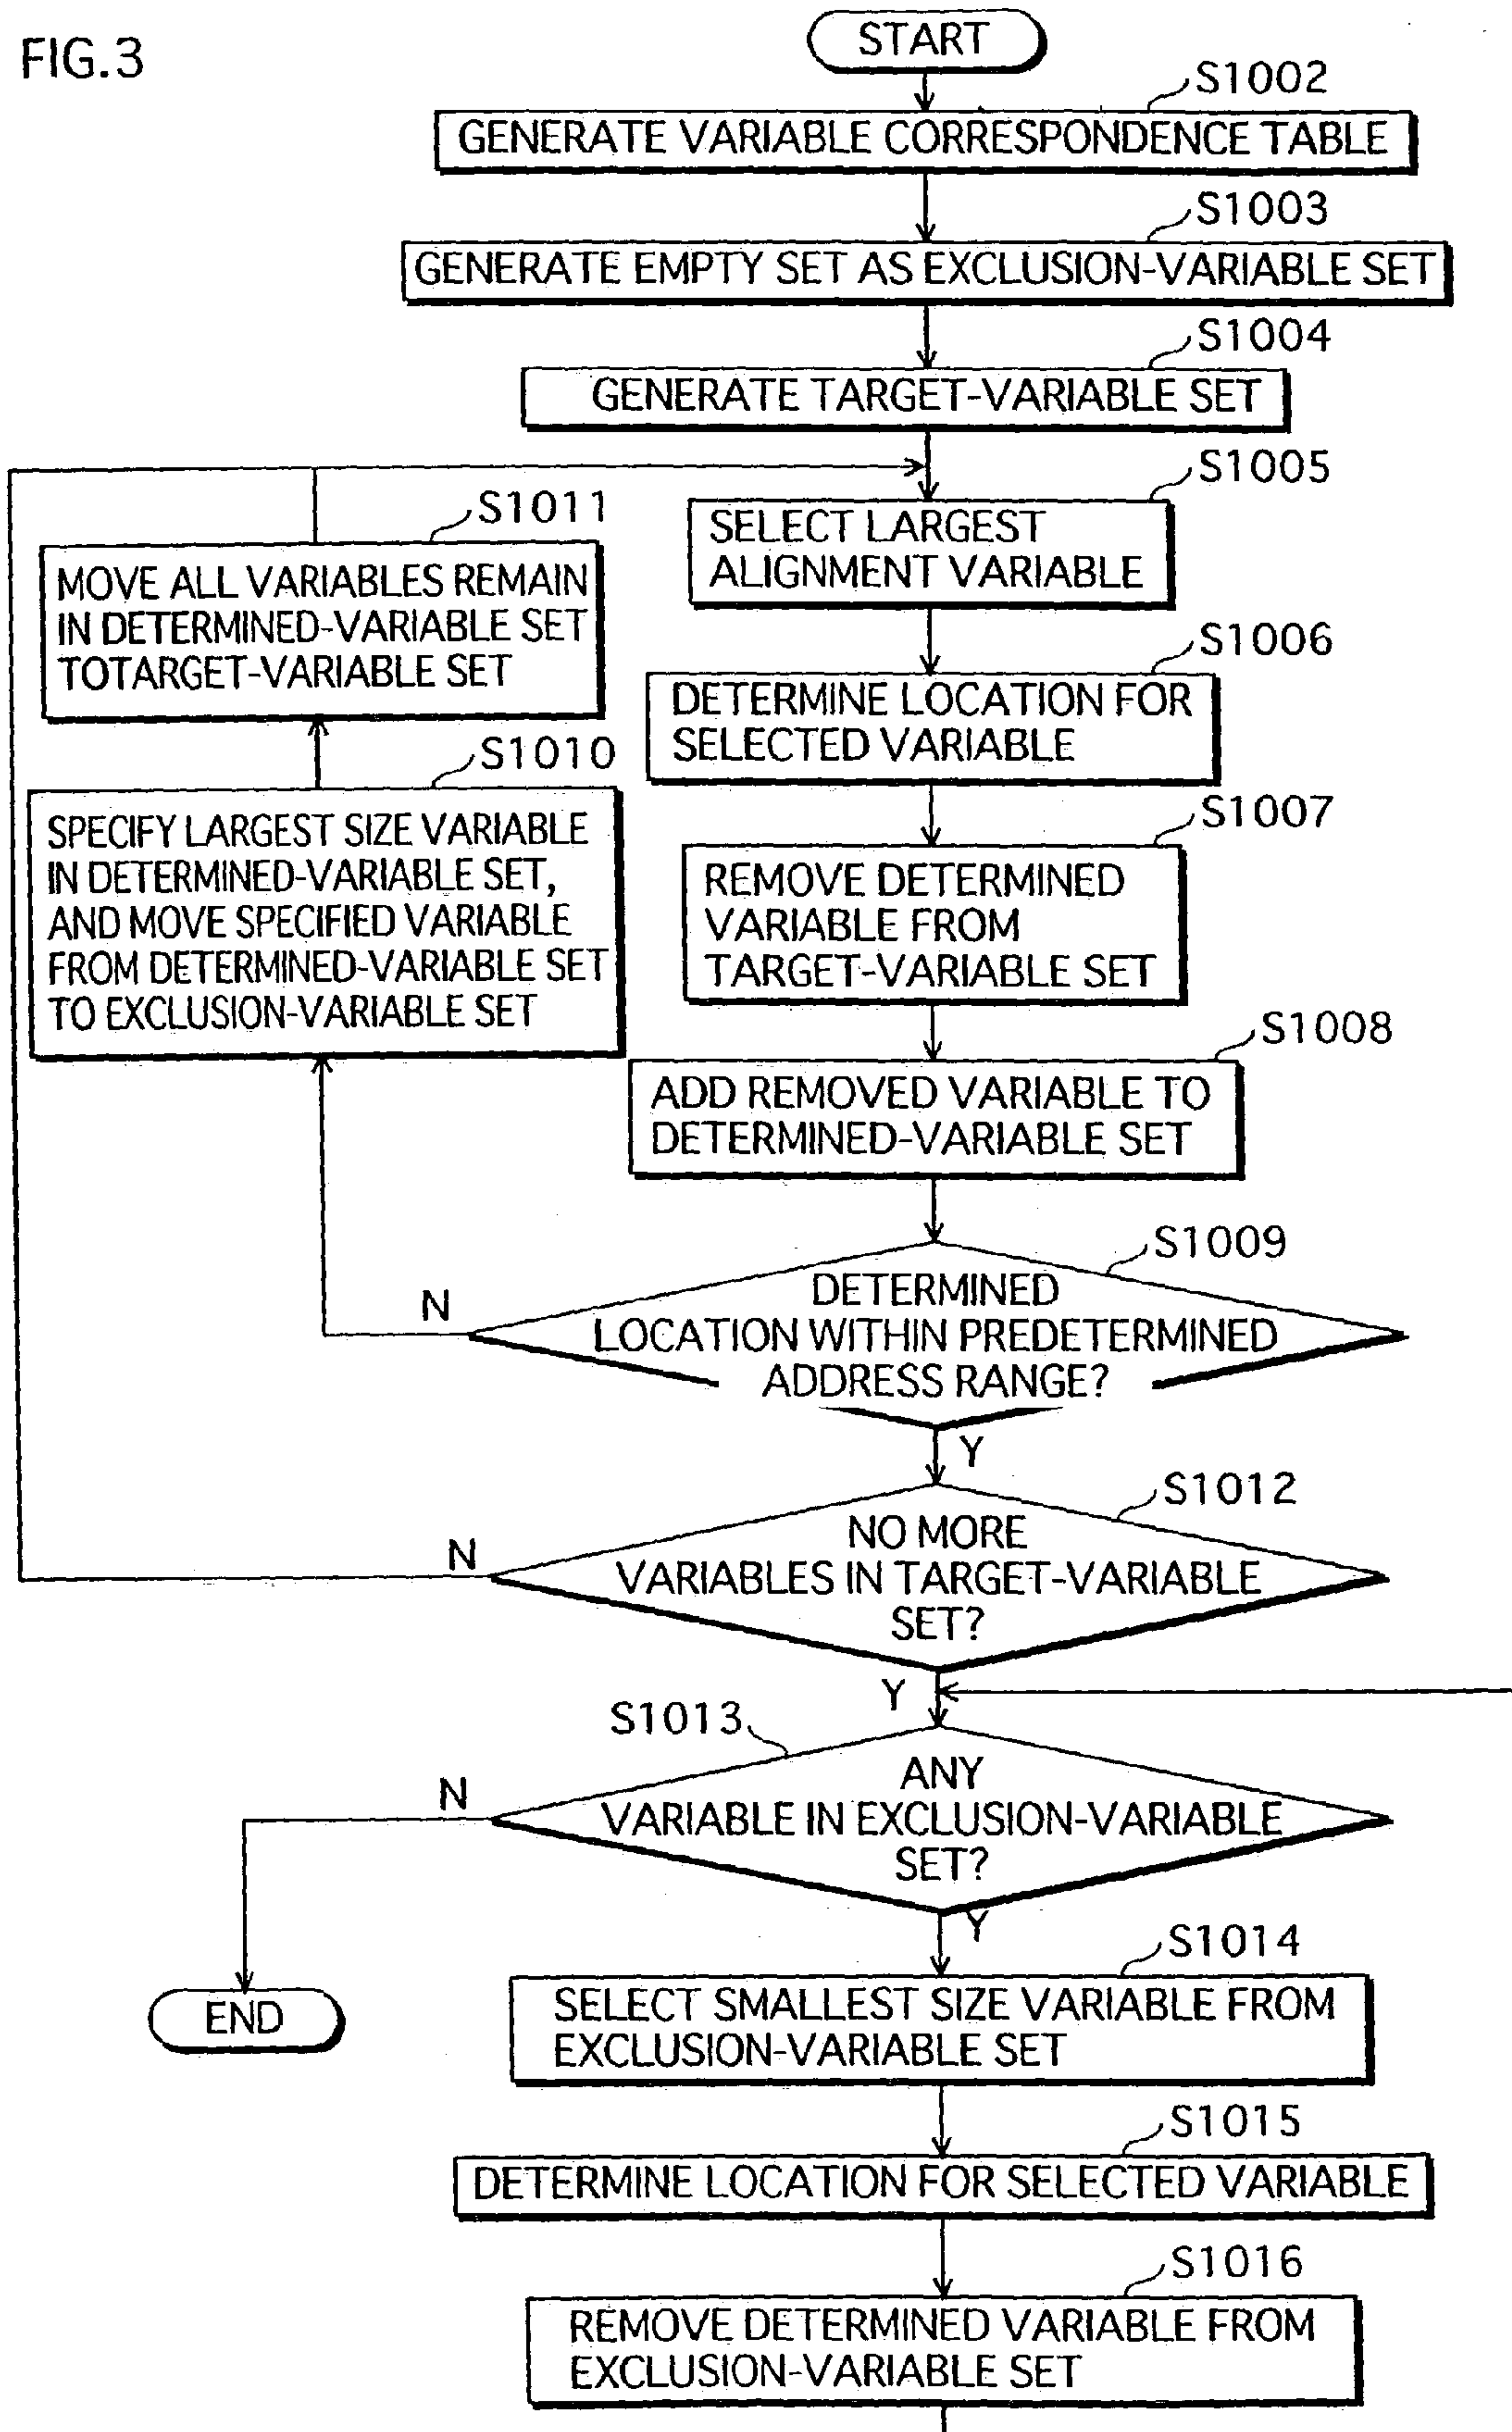 FIG.3
START
S1002
GENERATE VARIABLE CORRESPONDENCE TABLE
S1003
GENERATE EMPTY SET AS EXCLUSION-VARIABLE SET
S1004
GENERATE TARGET-VARIABLE SET
S1005
SELECT LARGEST
ALIGNMENT VARIABLE
S1011
MOVE ALL VARIABLES REMAIN
IN DETERMINED-VARIABLE SET
TOTARGET-VARIABLE SET
S1006
DETERMINE LOCATION FOR
SELECTED VARIABLE
S1010
SPECIFY LARGEST SIZE VARIABLE
IN DETERMINED-VARIABLE SET,
AND MOVE SPECIFIED VARIABLE
FROM DETERMINED-VARIABLE SET
TO EXCLUSION-VARIABLE SET
S1007
REMOVE DETERMINED
VARIABLE FROM
TARGET-VARIABLE SET
S1008
ADD REMOVED VARIABLE TO
DETERMINED-VARIABLE SET
S1009
DETERMINED
LOCATION WITHIN PREDETERMINED
ADDRESS RANGE?
N
Y
S1012
NO MORE
VARIABLES IN TARGET-VARIABLE
SET?
N
Y
S1013
ANY
VARIABLE IN EXCLUSION-VARIABLE
SET?
N
Y
END
S1014
SELECT SMALLEST SIZE VARIABLE FROM
EXCLUSION-VARIABLE SET
S1015
DETERMINE LOCATION FOR SELECTED VARIABLE
S1016
REMOVE DETERMINED VARIABLE FROM
EXCLUSION-VARIABLE SET